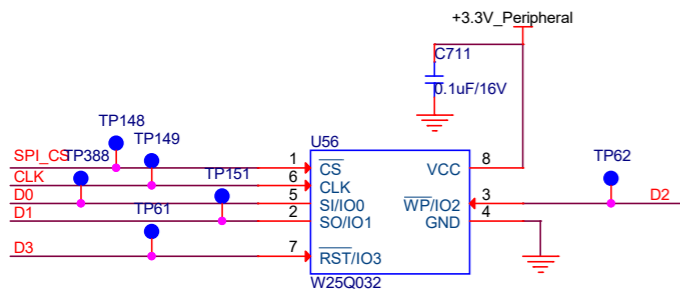 +3.3V_Peripheral
C711
0.1uF/16V
TP148
U56
SPI_CS
TP388
TP149
1
CS
VCC
8
TP62
CLK
TP151
6
CLK
D0
5
SI/IO0
WP/IO2
3
D2
D1
TP61
2
SO/IO1
GND
4
D3
7
RST/IO3
W25Q032